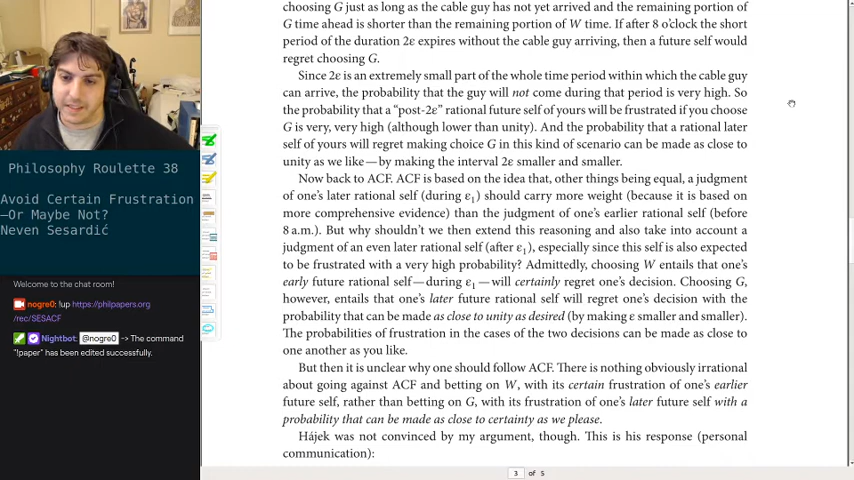 choosing G just as long as the cable guy has not yet arrived and the remaining portion of
G time ahead is shorter than the remaining portion of W time. If after 8 o'clock the short
period of the duration 2ε expires without the cable guy arriving, then a future self would
regret choosing G.
Since 2ε is an extremely small part of the whole time period within which the cable guy
can arrive, the probability that the guy will not come during that period is very high. So
the probability that a “post-2ε” rational future self of yours will be frustrated if you choose
G is very, very high (although lower than unity). And the probability that a rational later
self of yours will regret making choice G in this kind of scenario can be made as close to
unity as we like—by making the interval 2ε smaller and smaller.
Now back to ACF. ACF is based on the idea that, other things being equal, a judgment
of one's later rational self (during ε₁) should carry more weight (because it is based on
more comprehensive evidence) than the judgment of one's earlier rational self (before
8 a.m.). But why shouldn't we then extend this reasoning and also take into account a
judgment of an even later rational self (after ε₁), especially since this self is also expected
to be frustrated with a very high probability? Admittedly, choosing W entails that one's
early future rational self—during ε₁—will certainly regret one's decision. Choosing G,
however, entails that one's later future rational self will regret one's decision with the
probability that can be made as close to unity as desired (by making ε smaller and smaller).
The probabilities of frustration in the cases of the two decisions can be made as close to
one another as you like.
But then it is unclear why one should follow ACF. There is nothing obviously irrational
about going against ACF and betting on W, with its certain frustration of one's earlier
future self, rather than betting on G, with its frustration of one's later future self with a
probability that can be made as close to certainty as we please.
Hájek was not convinced by my argument, though. This is his response (personal
communication):
3 of 5
Philosophy Roulette 38
Avoid Certain Frustration
—Or Maybe Not?
Neven Sesardić
Welcome to the chat room!
nogre0: !up https://philpapers.org
/rec/SESACF
Nightbot: @nogre0 -> The command
"!paper" has been edited successfully.